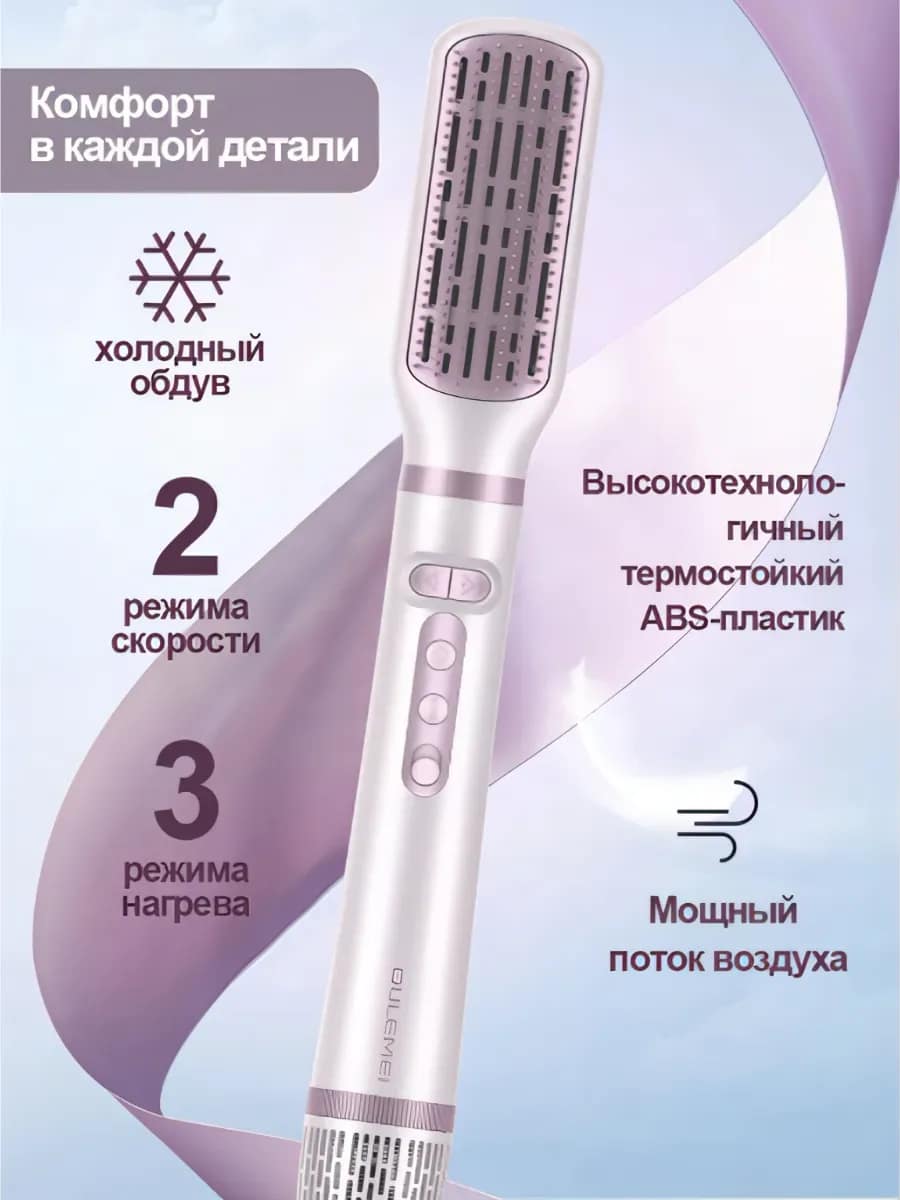 Комфорт
в каждой детали
холодный
обдув
2
режима
скорости
3
режима
нагрева
Высокотехноло-
гичный
термостойкий
ABS-пластик
Мощный
поток воздуха
OULEMEI